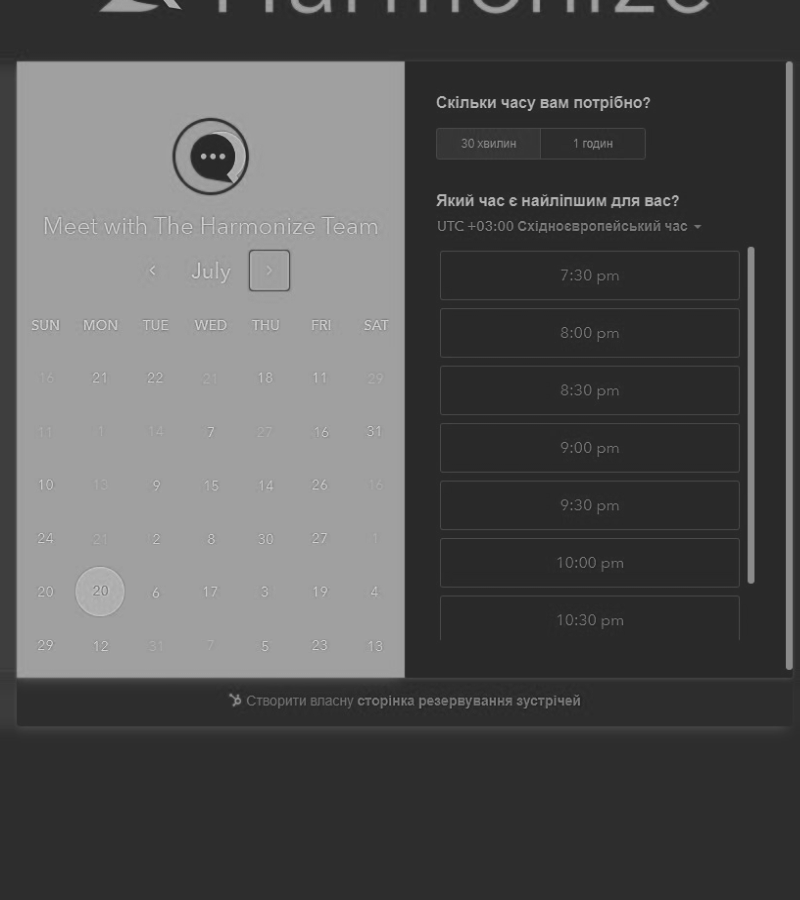 Harmonize
Meet with The Harmonize Team
July
SUN MON TUE WED THU FRI SAT
16 21 22 21 18 11 29
11 1 14 7 27 16 31
10 13 9 15 14 26 16
24 21 2 8 30 27 1
20 20 6 17 3 19 4
29 12 31 7 5 23 13
Скільки часу вам потрібно?
30 хвилин 1 годин
Який час є найліпшим для вас?
UTC +03:00 Східноєвропейський час
7:30 pm
8:00 pm
8:30 pm
9:00 pm
9:30 pm
10:00 pm
10:30 pm
Створити власну сторінка резервування зустрічей